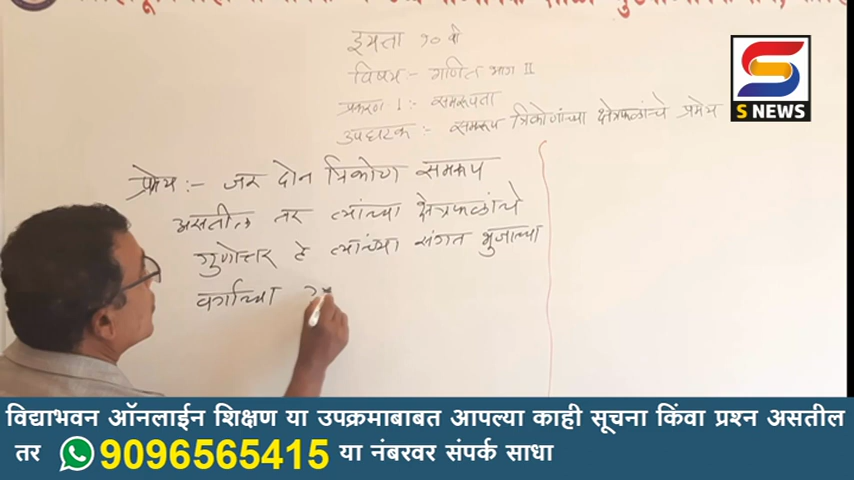 इयत्ता १० वी
विषय :- गणित भाग II
प्रकरण 1 :- समरूपता
उपघटक :- समरूप त्रिकोणांच्या क्षेत्रफळांचे प्रमेय
S NEWS
प्रमेय :- जर दोन त्रिकोण समरूप
असतील तर त्यांच्या क्षेत्रफळांचे
गुणोत्तर हे त्यांच्या संगत भुजांच्या
वर्गाच्या
विद्याभवन ऑनलाईन शिक्षण या उपक्रमाबाबत आपल्या काही सूचना किंवा प्रश्न असतील
तर 9096565415 या नंबरवर संपर्क साधा